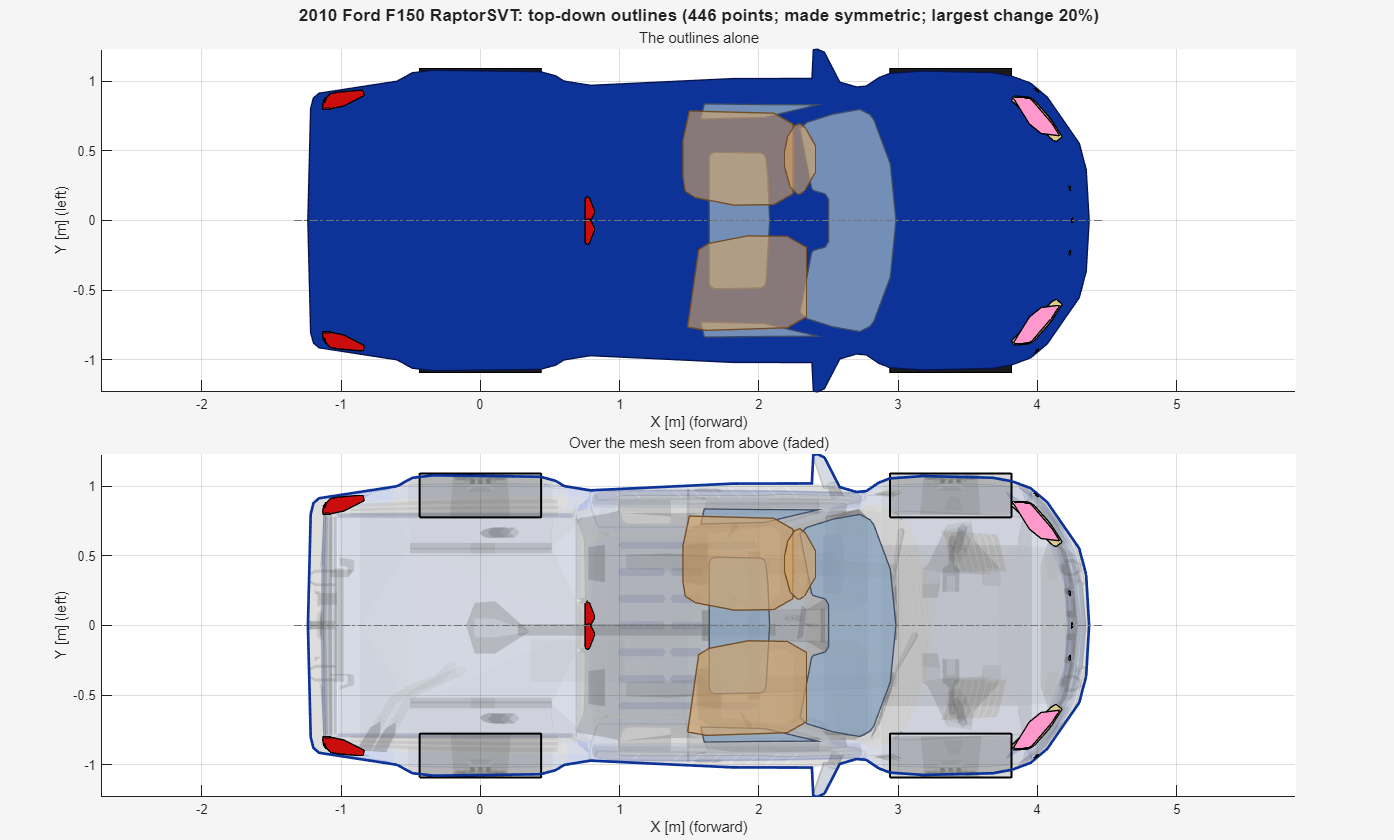 2010 Ford F150 RaptorSVT: top-down outlines (446 points; made symmetric; largest change 20%)
The outlines alone
1
0.5
0
-0.5
-1
Y [m] (left)
-2 -1 0 1 2 3 4 5
X [m] (forward)
Over the mesh seen from above (faded)
1
0.5
0
-0.5
-1
Y [m] (left)
-2 -1 0 1 2 3 4 5
X [m] (forward)